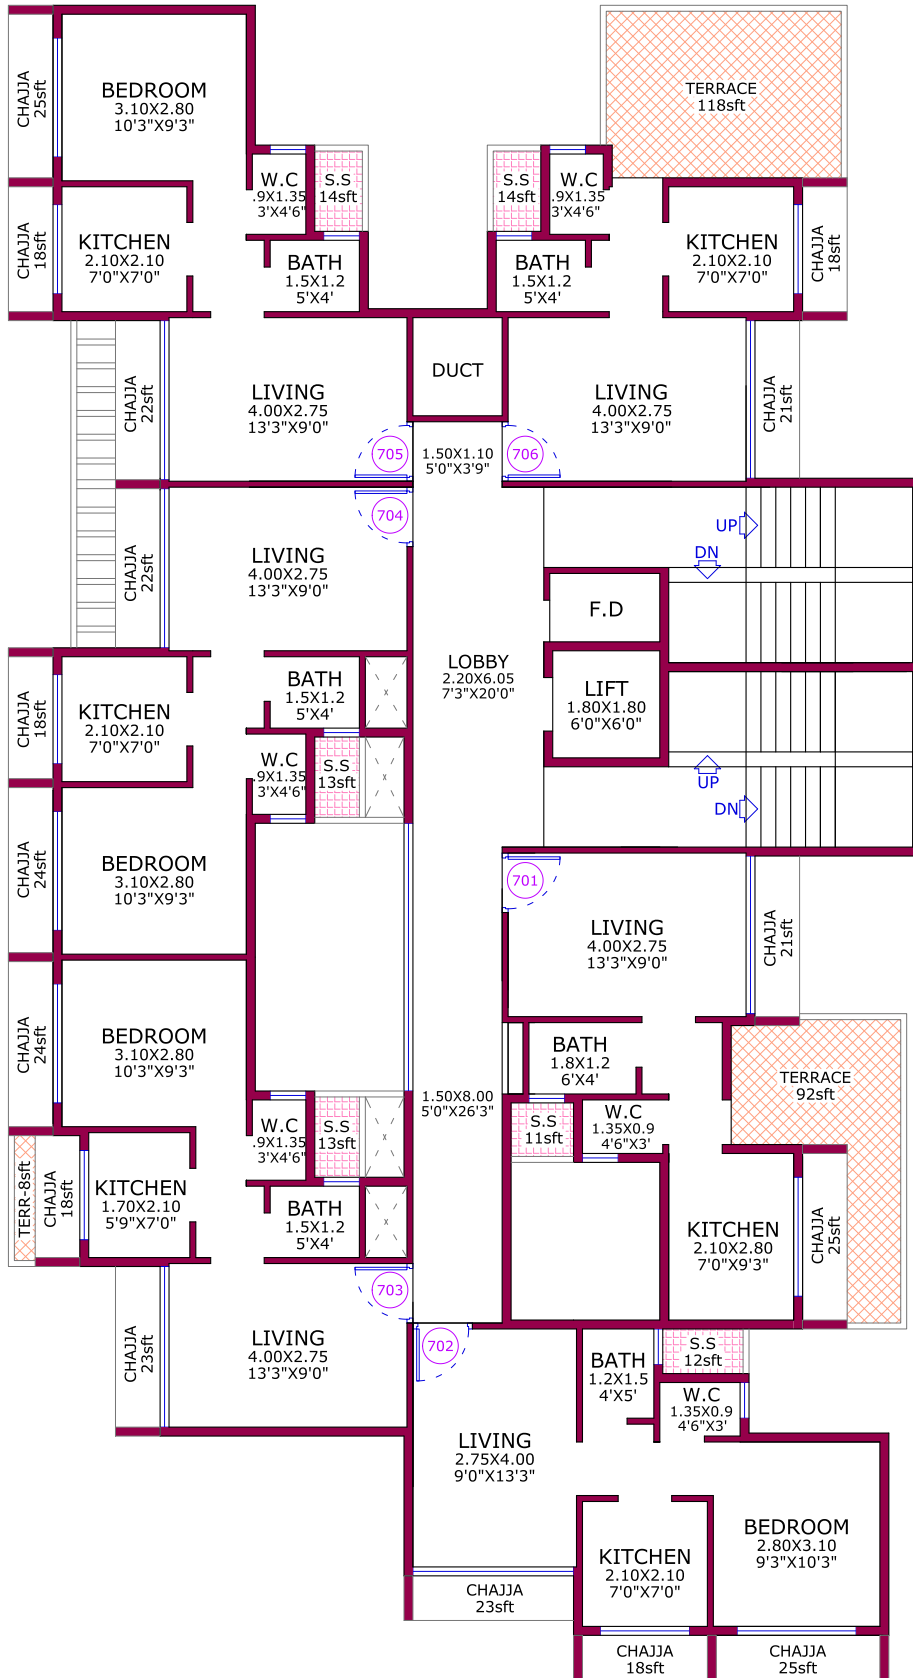 BEDROOM
3.10X2.80
10'3"X9'3"
CHAJJA
25sft
TERRACE
118sft
W.C
.9X1.35
3'X4'6"
S.S
14sft
S.S
14sft
W.C
.9X1.35
3'X4'6"
KITCHEN
2.10X2.10
7'0"X7'0"
CHAJJA
18sft
BATH
1.5X1.2
5'X4'
BATH
1.5X1.2
5'X4'
KITCHEN
2.10X2.10
7'0"X7'0"
CHAJJA
18sft
CHAJJA
22sft
LIVING
4.00X2.75
13'3"X9'0"
DUCT
LIVING
4.00X2.75
13'3"X9'0"
CHAJJA
21sft
705
1.50X1.10
5'0"X3'9"
706
704
UP
DN
CHAJJA
22sft
LIVING
4.00X2.75
13'3"X9'0"
F.D
LOBBY
2.20X6.05
7'3"X20'0"
LIFT
1.80X1.80
6'0"X6'0"
CHAJJA
18sft
KITCHEN
2.10X2.10
7'0"X7'0"
BATH
1.5X1.2
5'X4'
W.C
.9X1.35
3'X4'6"
S.S
13sft
UP
DN
CHAJJA
24sft
BEDROOM
3.10X2.80
10'3"X9'3"
701
LIVING
4.00X2.75
13'3"X9'0"
CHAJJA
21sft
CHAJJA
24sft
BEDROOM
3.10X2.80
10'3"X9'3"
BATH
1.8X1.2
6'X4'
TERRACE
92sft
1.50X8.00
5'0"X26'3"
W.C
.9X1.35
3'X4'6"
S.S
13sft
S.S
11sft
W.C
1.35X0.9
4'6"X3'
TERR-8sft
CHAJJA
18sft
KITCHEN
1.70X2.10
5'9"X7'0"
BATH
1.5X1.2
5'X4'
KITCHEN
2.10X2.80
7'0"X9'3"
CHAJJA
25sft
703
CHAJJA
23sft
LIVING
4.00X2.75
13'3"X9'0"
702
BATH
1.2X1.5
4'X5'
S.S
12sft
W.C
1.35X0.9
4'6"X3'
LIVING
2.75X4.00
9'0"X13'3"
KITCHEN
2.10X2.10
7'0"X7'0"
BEDROOM
2.80X3.10
9'3"X10'3"
CHAJJA
23sft
CHAJJA
18sft
CHAJJA
25sft